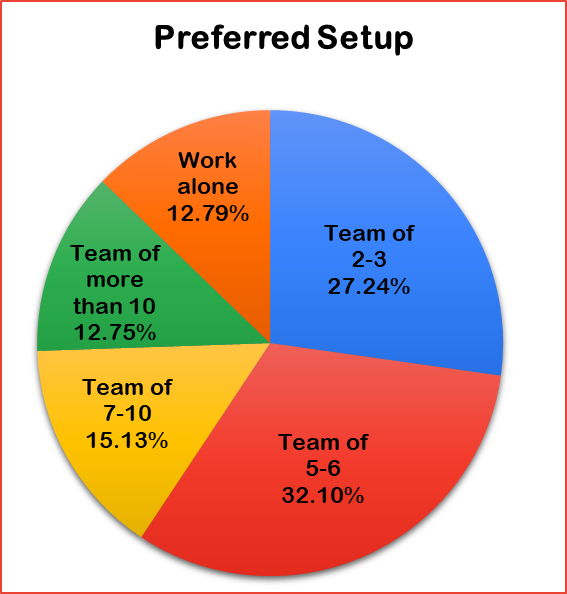 Preferred Setup
Work
alone
12.79%
Team of
2-3
27.24%
Team of
more
than 10
12.75%
Team of
7-10
15.13%
Team of
5-6
32.10%